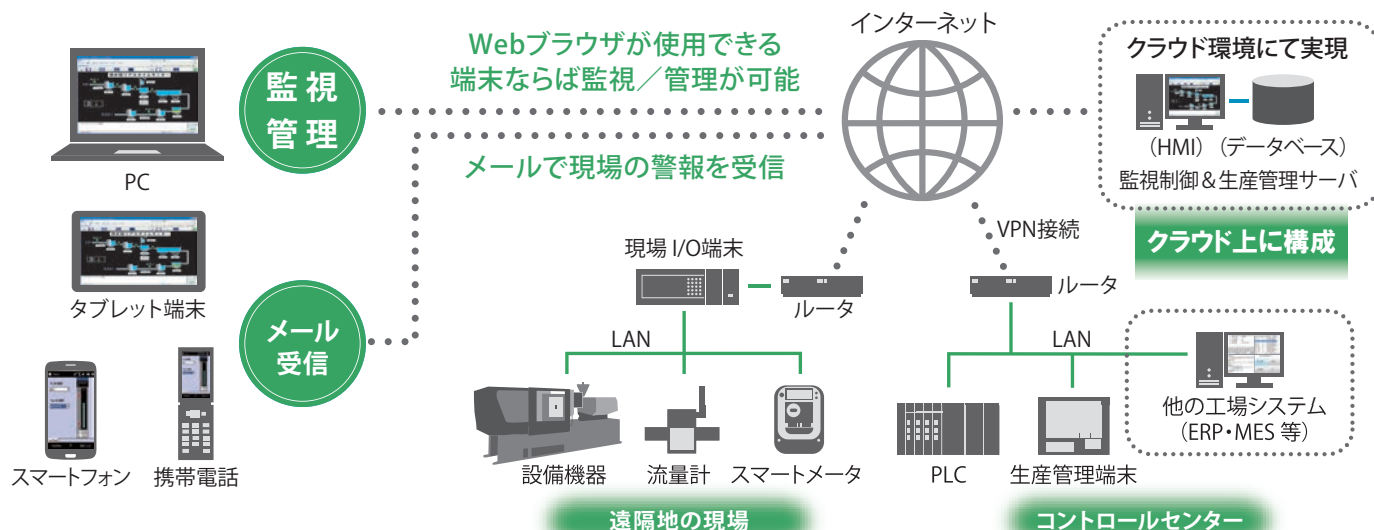 インターネット
Webブラウザが使用できる
端末ならば監視／管理が可能
監視
管理
メールで現場の警報を受信
クラウド環境にて実現
（HMI）（データベース）
監視制御＆生産管理サーバ
クラウド上に構成
PC
タブレット端末
メール
受信
スマートフォン
携帯電話
現場 I/O端末
ルータ
VPN接続
ルータ
LAN
設備機器
流量計
スマートメータ
遠隔地の現場
LAN
PLC
生産管理端末
他の工場システム
（ERP・MES 等）
コントロールセンター